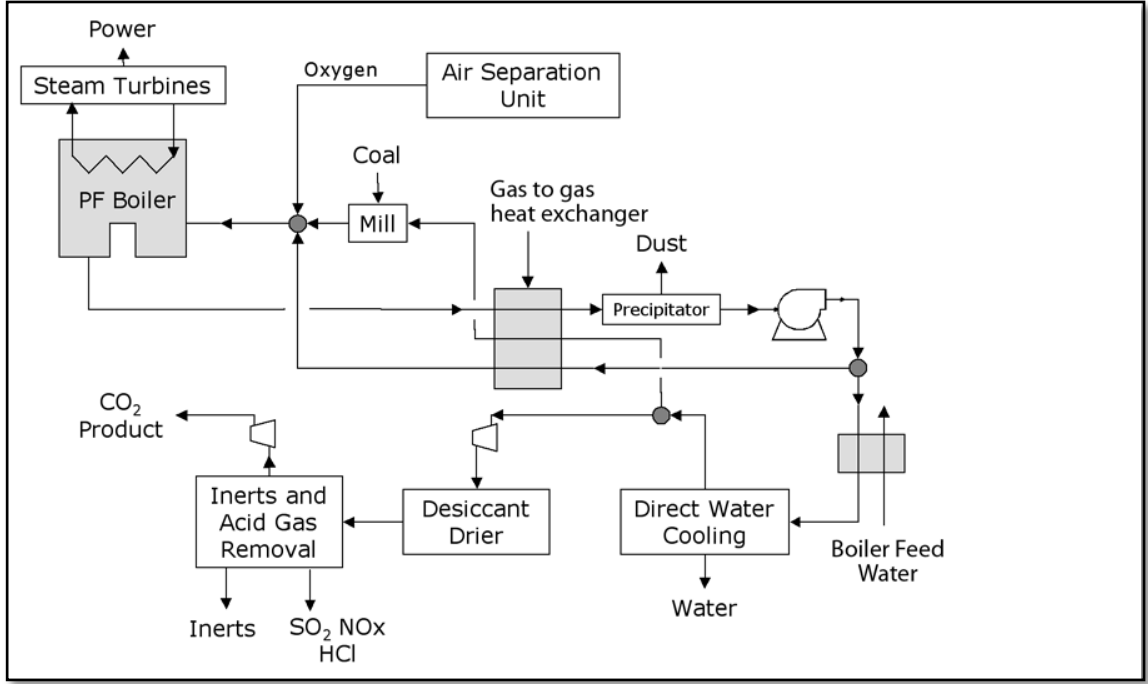 Power
Steam Turbines
Oxygen
Air Separation
Unit
PF Boiler
Coal
Mill
Gas to gas
heat exchanger
Dust
Precipitator
CO₂
Product
Inerts and
Acid Gas
Removal
Desiccant
Drier
Direct Water
Cooling
Boiler Feed
Water
Water
Inerts
SO₂ NOx
HCl